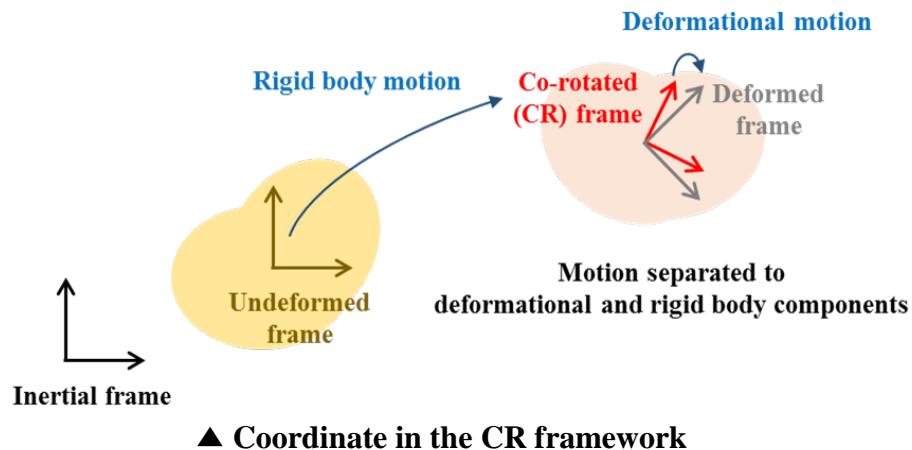 Deformational motion
Rigid body motion
Co-rotated
(CR) frame
Deformed
frame
Undeformed
frame
Motion separated to
deformational and rigid body components
Inertial frame
▲ Coordinate in the CR framework